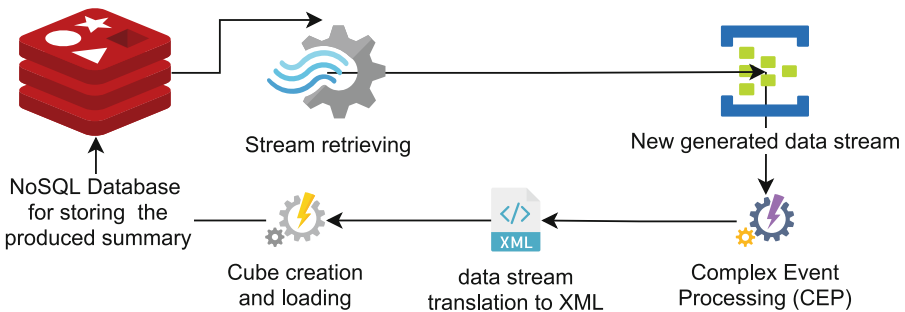 Stream retrieving
New generated data stream
NoSQL Database
for storing the
produced summary
Cube creation
and loading
</>
XML
data stream
translation to XML
Complex Event
Processing (CEP)